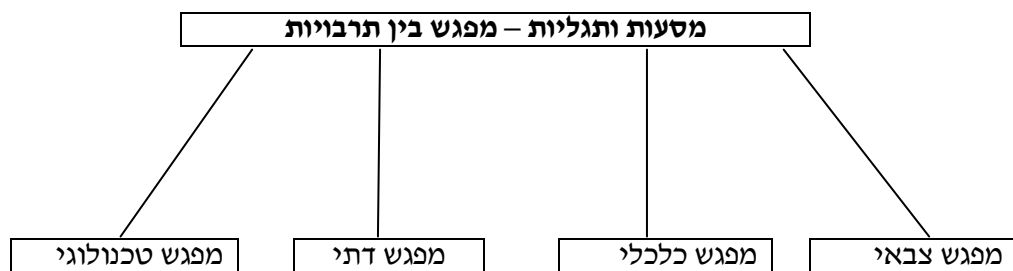 מסעות ותגליות – מפגש בין תרבויות
מפגש צבאי
מפגש כלכלי
מפגש דתי
מפגש טכנולוגי